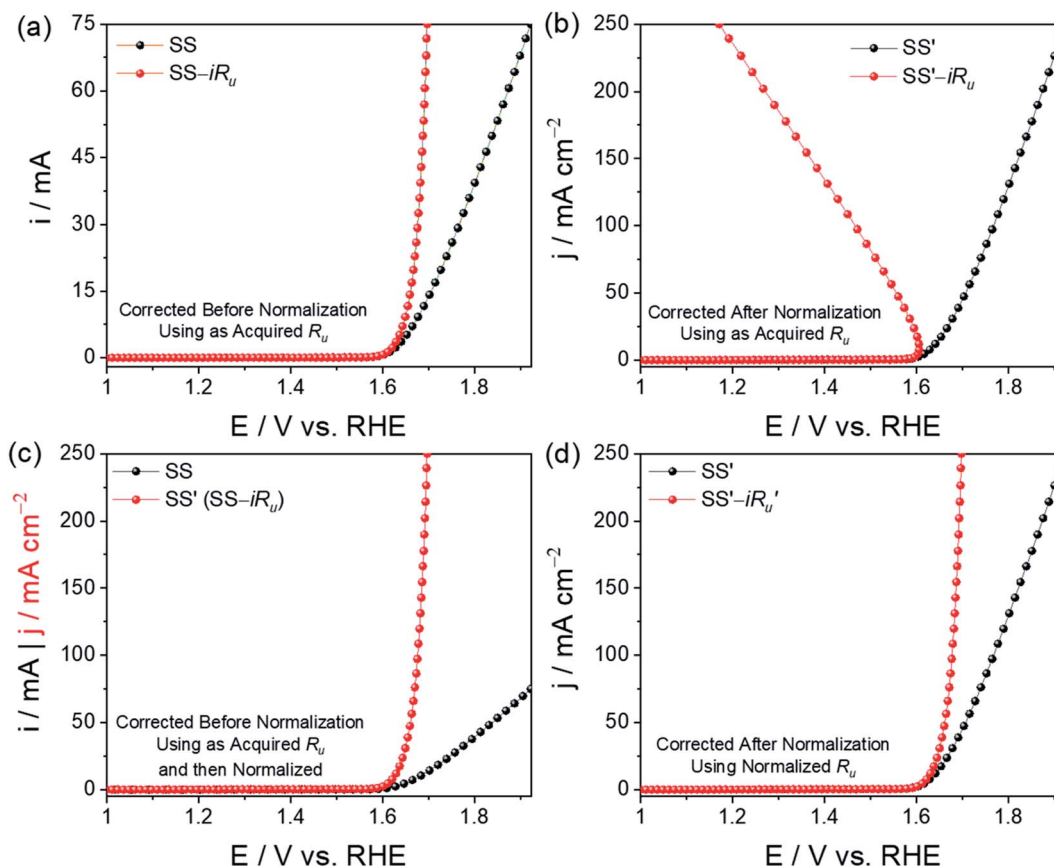 (a)
75
60
45
30
15
0
i / mA
SS
SS–iRu
Corrected Before Normalization
Using as Acquired Ru
1 1.2 1.4 1.6 1.8
E / V vs. RHE
(b)
250
200
150
100
50
0
j / mA cm−2
SS'
SS'–iRu
Corrected After Normalization
Using as Acquired Ru
1 1.2 1.4 1.6 1.8
E / V vs. RHE
(c)
250
200
150
100
50
0
i / mA | j / mA cm−2
SS
SS' (SS–iRu)
Corrected Before Normalization
Using as Acquired Ru
and then Normalized
1 1.2 1.4 1.6 1.8
E / V vs. RHE
(d)
250
200
150
100
50
0
j / mA cm−2
SS'
SS'–iRu'
Corrected After Normalization
Using Normalized Ru
1 1.2 1.4 1.6 1.8
E / V vs. RHE